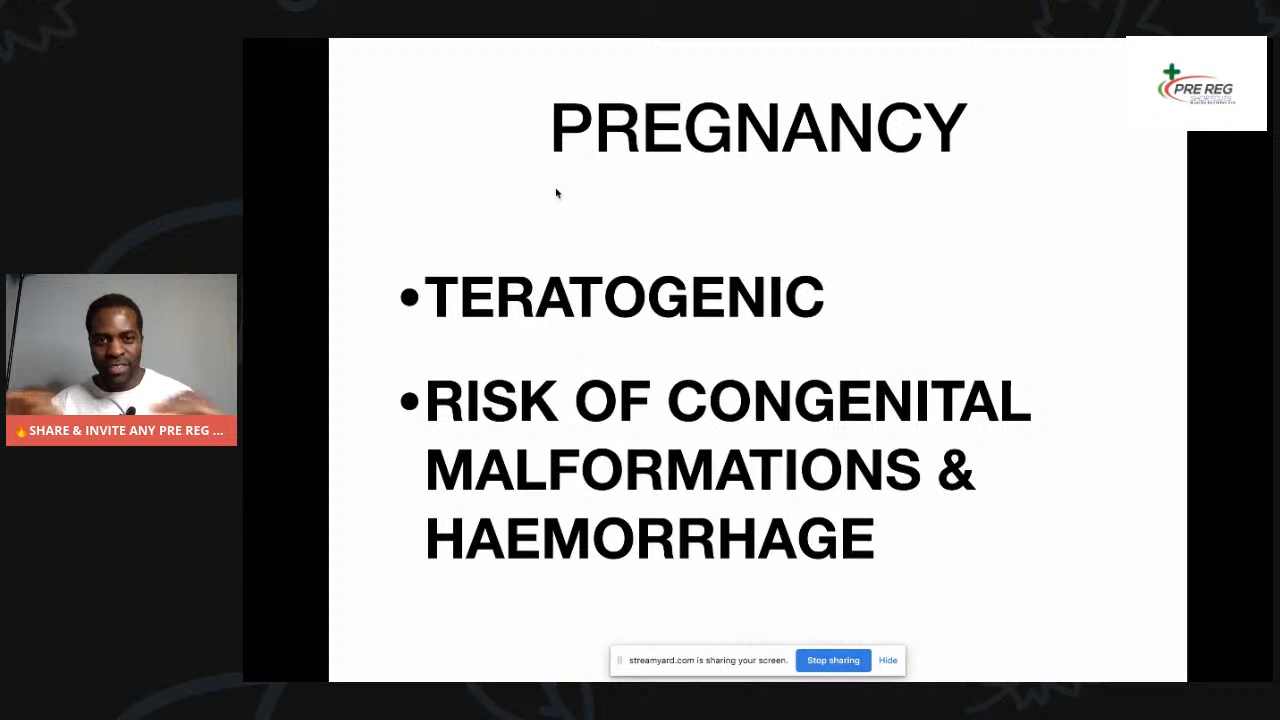 PREGNANCY
•TERATOGENIC
•RISK OF CONGENITAL
MALFORMATIONS &
HAEMORRHAGE
PRE REG
SHORTCUTS
🔥SHARE & INVITE ANY PRE REG ...
streamyard.com is sharing your screen.
Stop sharing
Hide